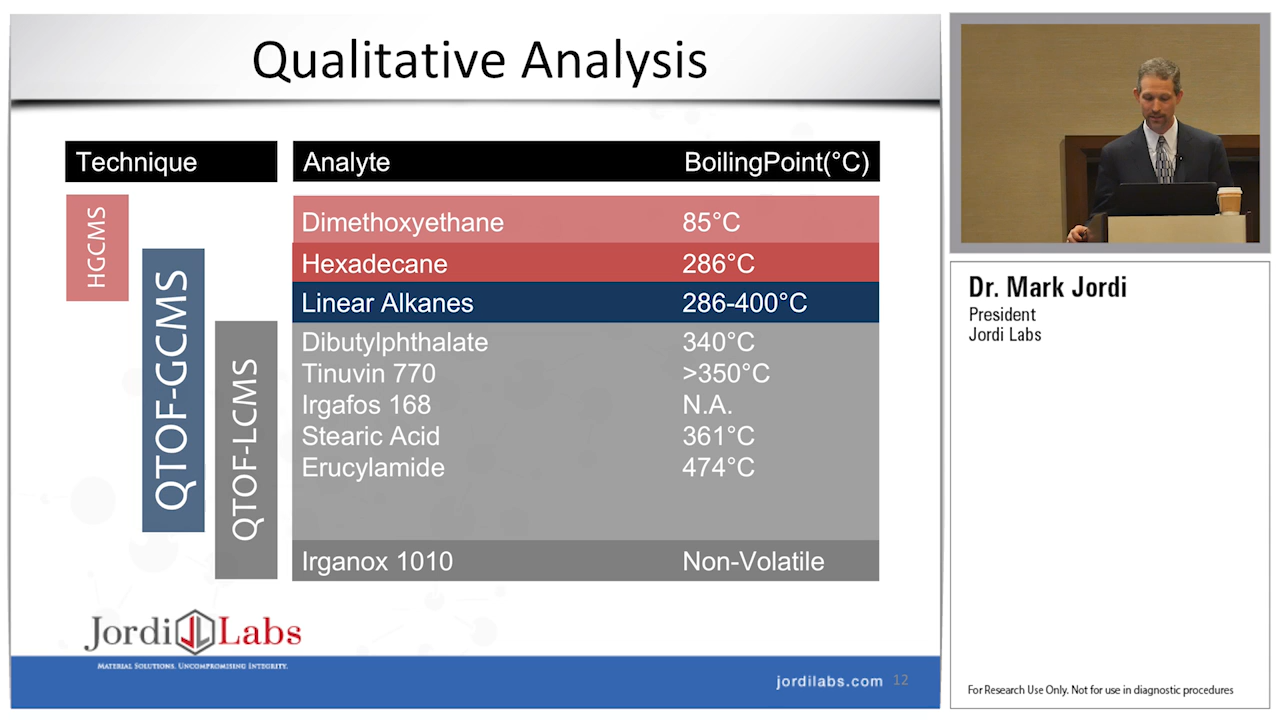 Qualitative Analysis
Technique
Analyte BoilingPoint(°C)
HGCMS
QTOF-GCMS
QTOF-LCMS
Dimethoxyethane 85°C
Hexadecane 286°C
Linear Alkanes 286-400°C
Dibutylphthalate 340°C
Tinuvin 770 >350°C
Irgafos 168 N.A.
Stearic Acid 361°C
Erucylamide 474°C
Irganox 1010 Non-Volatile
Jordi JL Labs
MATERIAL SOLUTIONS. UNCOMPROMISING INTEGRITY.
jordilabs.com 12
Dr. Mark Jordi
President
Jordi Labs
For Research Use Only. Not for use in diagnostic procedures